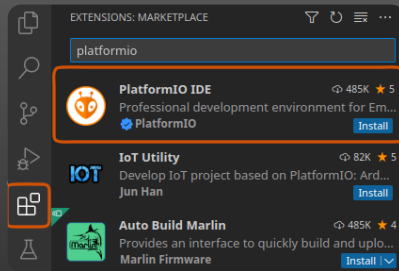 EXTENSIONS: MARKETPLACE
platformio
PlatformIO IDE 485K 5
Professional development environment for Em...
PlatformIO Install
IoT Utility 82K 5
IOT Develop IoT project based on PlatformIO: Ard...
Jun Han Install
Auto Build Marlin 485K 4
Marlin Provides an interface to quickly build and uplo...
Marlin Firmware Install